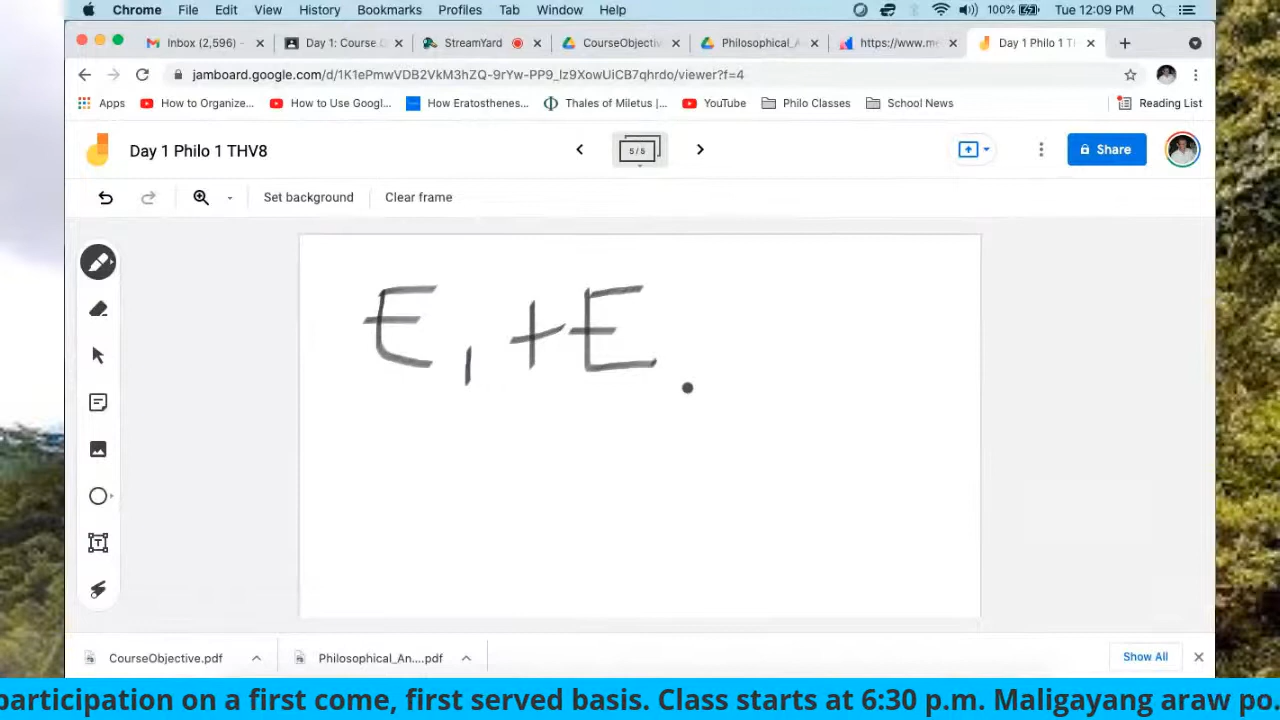 Chrome File Edit View History Bookmarks Profiles Tab Window Help 100% Tue 12:09 PM
Inbox (2,596) - Day 1: Course StreamYard CourseObjectiv Philosophical_A https://www.m Day 1 Philo 1 TH
jamboard.google.com/d/1K1ePmwVDB2VkM3hZQ-9rYw-PP9_Iz9XowUiCB7qhrdo/viewer?f=4
Apps How to Organize... How to Use Googl... How Eratosthenes... Thales of Miletus |... YouTube Philo Classes School News Reading List
Day 1 Philo 1 THV8 5/5 Share
Set background Clear frame
E, +E
CourseObjective.pdf Philosophical_An....pdf Show All
participation on a first come, first served basis. Class starts at 6:30 p.m. Maligayang araw po.